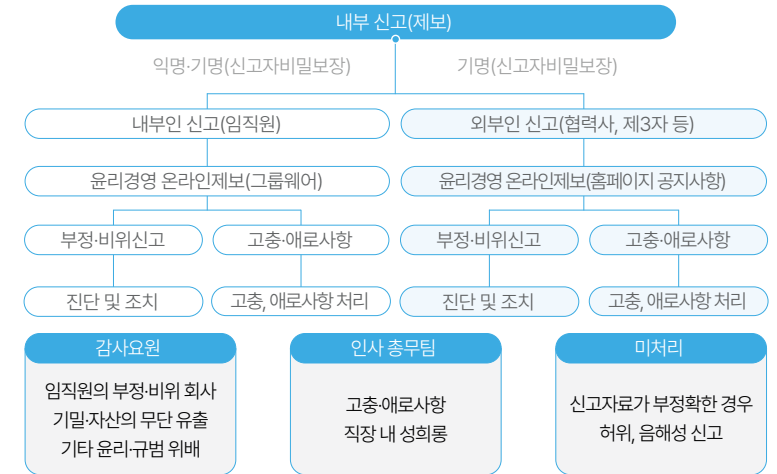 내부 신고(제보)
익명·기명(신고자비밀보장)
기명(신고자비밀보장)
내부인 신고(임직원)
외부인 신고(협력사, 제3자 등)
윤리경영 온라인제보(그룹웨어)
윤리경영 온라인제보(홈페이지 공지사항)
부정·비위신고
고충·애로사항
부정·비위신고
고충·애로사항
진단 및 조치
고충, 애로사항 처리
진단 및 조치
고충, 애로사항 처리
감사요원
임직원의 부정·비위 회사
기밀·자산의 무단 유출
기타 윤리·규범 위배
인사 총무팀
고충·애로사항
직장 내 성희롱
미처리
신고자료가 부정확한 경우
허위, 음해성 신고